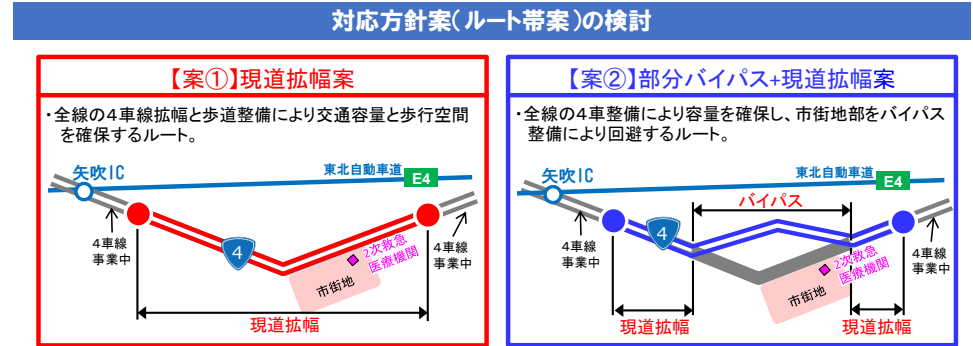 対応方針案(ルート帯案)の検討
【案①】現道拡幅案
・全線の4車線拡幅と歩道整備により交通容量と歩行空間
を確保するルート。
矢吹IC
東北自動車道
E4
4車線
事業中
4
2次救急
医療機関
4車線
事業中
市街地
現道拡幅
【案②】部分バイパス+現道拡幅案
・全線の4車整備により容量を確保し、市街地部をバイパス
整備により回避するルート。
矢吹IC
東北自動車道
E4
バイパス
4車線
事業中
4
2次救急
医療機関
4車線
事業中
市街地
現道拡幅
現道拡幅